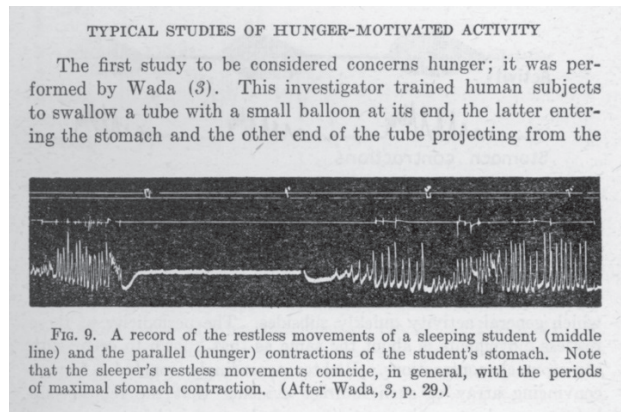 TYPICAL STUDIES OF HUNGER-MOTIVATED ACTIVITY
The first study to be considered concerns hunger; it was per-
formed by Wada (3). This investigator trained human subjects
to swallow a tube with a small balloon at its end, the latter enter-
ing the stomach and the other end of the tube projecting from the
FIG. 9. A record of the restless movements of a sleeping student (middle
line) and the parallel (hunger) contractions of the student's stomach. Note
that the sleeper's restless movements coincide, in general, with the periods
of maximal stomach contraction. (After Wada, 3, p. 29.)